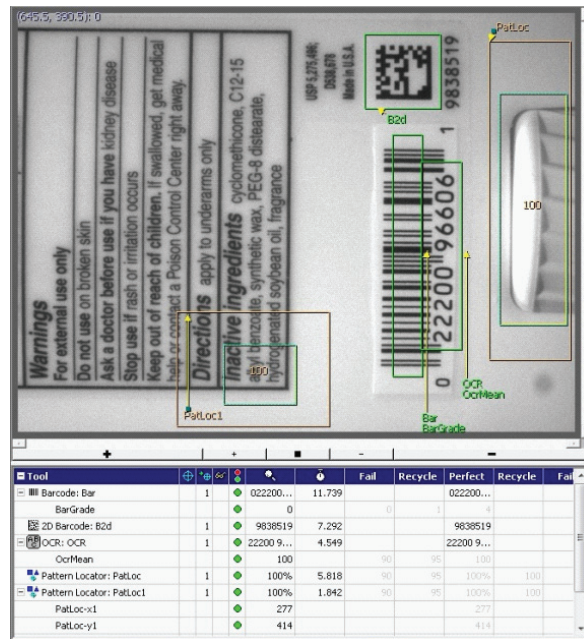 (645.5, 390.5): 0
Warnings
For external use only
Do not use on broken skin
Ask a doctor before use if you have kidney disease
Stop use if rash or irritation occurs
Keep out of reach of children. If swallowed, get medical
help or contact a Poison Control Center right away.
Directions apply to underarms only
Inactive ingredients cyclomethicone, C12-15
alkyl benzoate, synthetic wax, PEG-8 distearate,
hydrogenated soybean oil, fragrance
USP 5,275,496;
D538,678
Made in U.S.A.
9838519
B2d
0 22200 96606 1
PatLoc
100
100
PatLoc1
OCR
OcrMean
Bar
BarGrade
Tool Fail Recycle Perfect Recycle Fail
Barcode: Bar 1 022200... 11.739 022200...
BarGrade 0 0 1 4
2D Barcode: B2d 1 9838519 7.292 9838519
OCR: OCR 1 22200 9... 4.549 22200 9...
OcrMean 100 90 95 100
Pattern Locator: PatLoc 1 100% 5.818 90 95 100% 100
Pattern Locator: PatLoc1 1 100% 1.842 90 95 100% 100
PatLoc-x1 277 277
PatLoc-y1 414 414